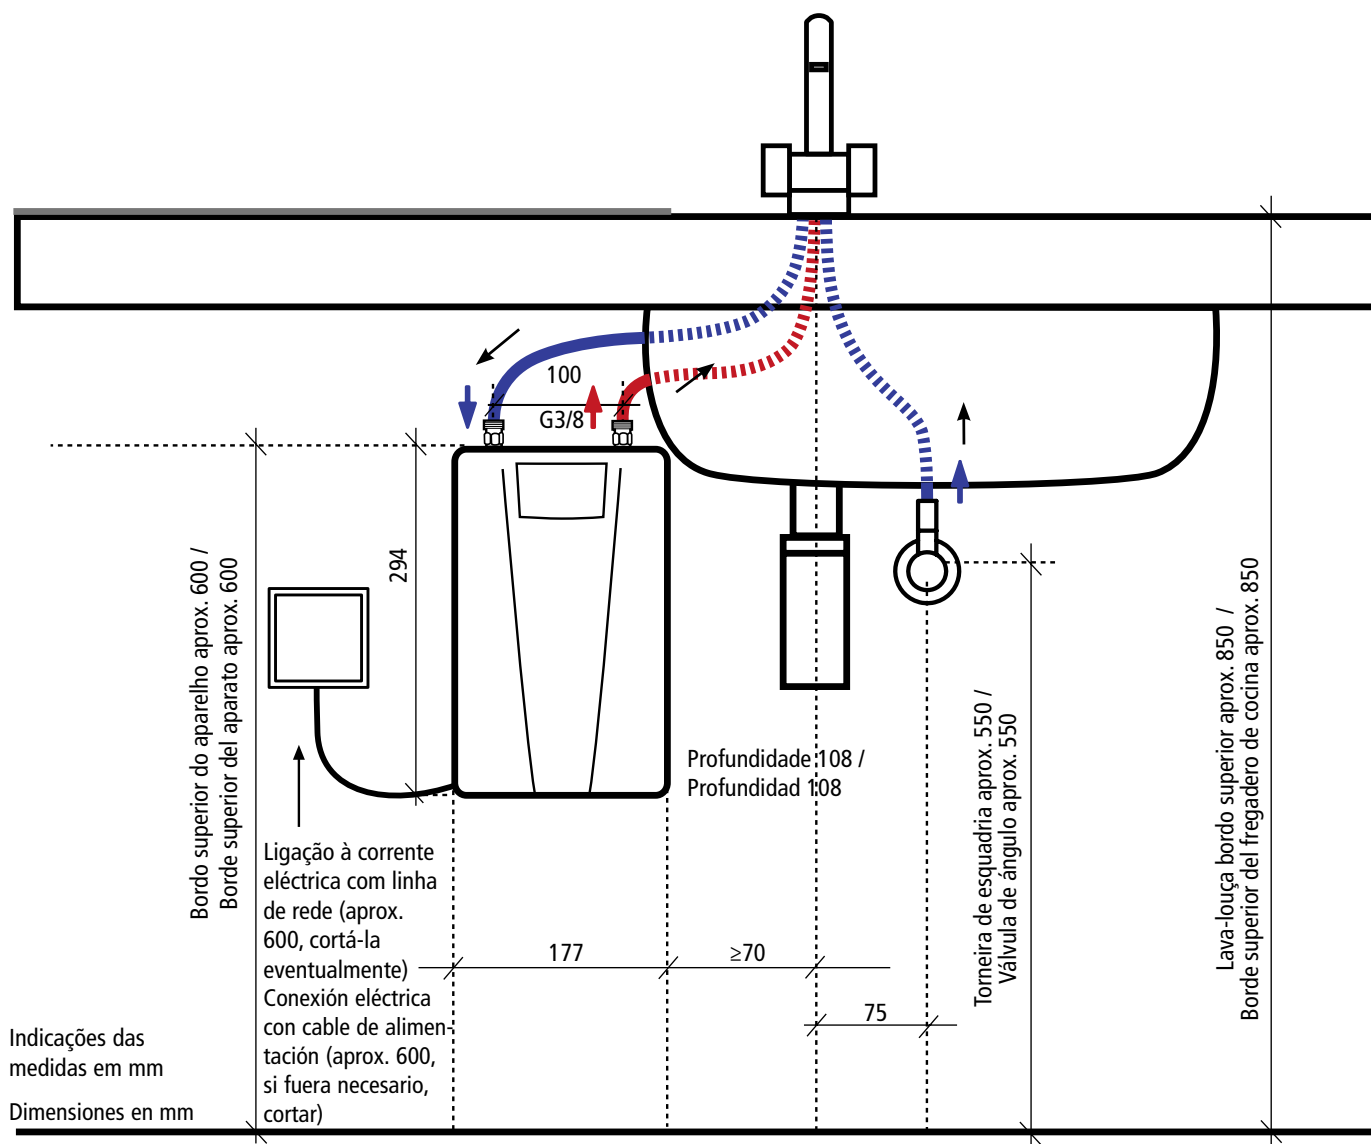 100
G3/8
294
Bordo superior do aparelho aprox. 600 /
Borde superior del aparato aprox. 600
Profundidade 108 /
Profundidad 108
Torneira de esquadria aprox. 550 /
Válvula de ángulo aprox. 550
Lava-louça bordo superior aprox. 850 /
Borde superior del fregadero de cocina aprox. 850
Ligação à corrente
eléctrica com linha
de rede (aprox.
600, cortá-la
eventualmente)
Conexión eléctrica
con cable de alimen-
tación (aprox. 600,
si fuera necesario,
cortar)
177
≥70
75
Indicações das
medidas em mm
Dimensiones en mm